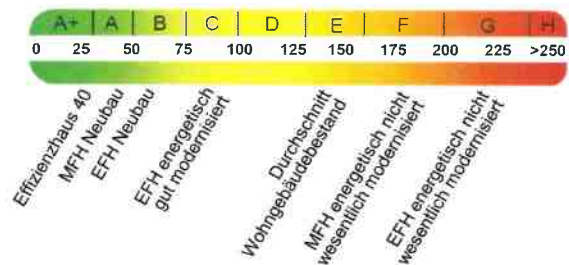 A+ A B C D E F G H
0 25 50 75 100 125 150 175 200 225 >250
Effizienzhaus 40
MFH Neubau
EFH Neubau
EFH energetisch
gut modernisiert
Durchschnitt
Wohngebäudebestand
MFH energetisch nicht
wesentlich modernisiert
EFH energetisch nicht
wesentlich modernisiert